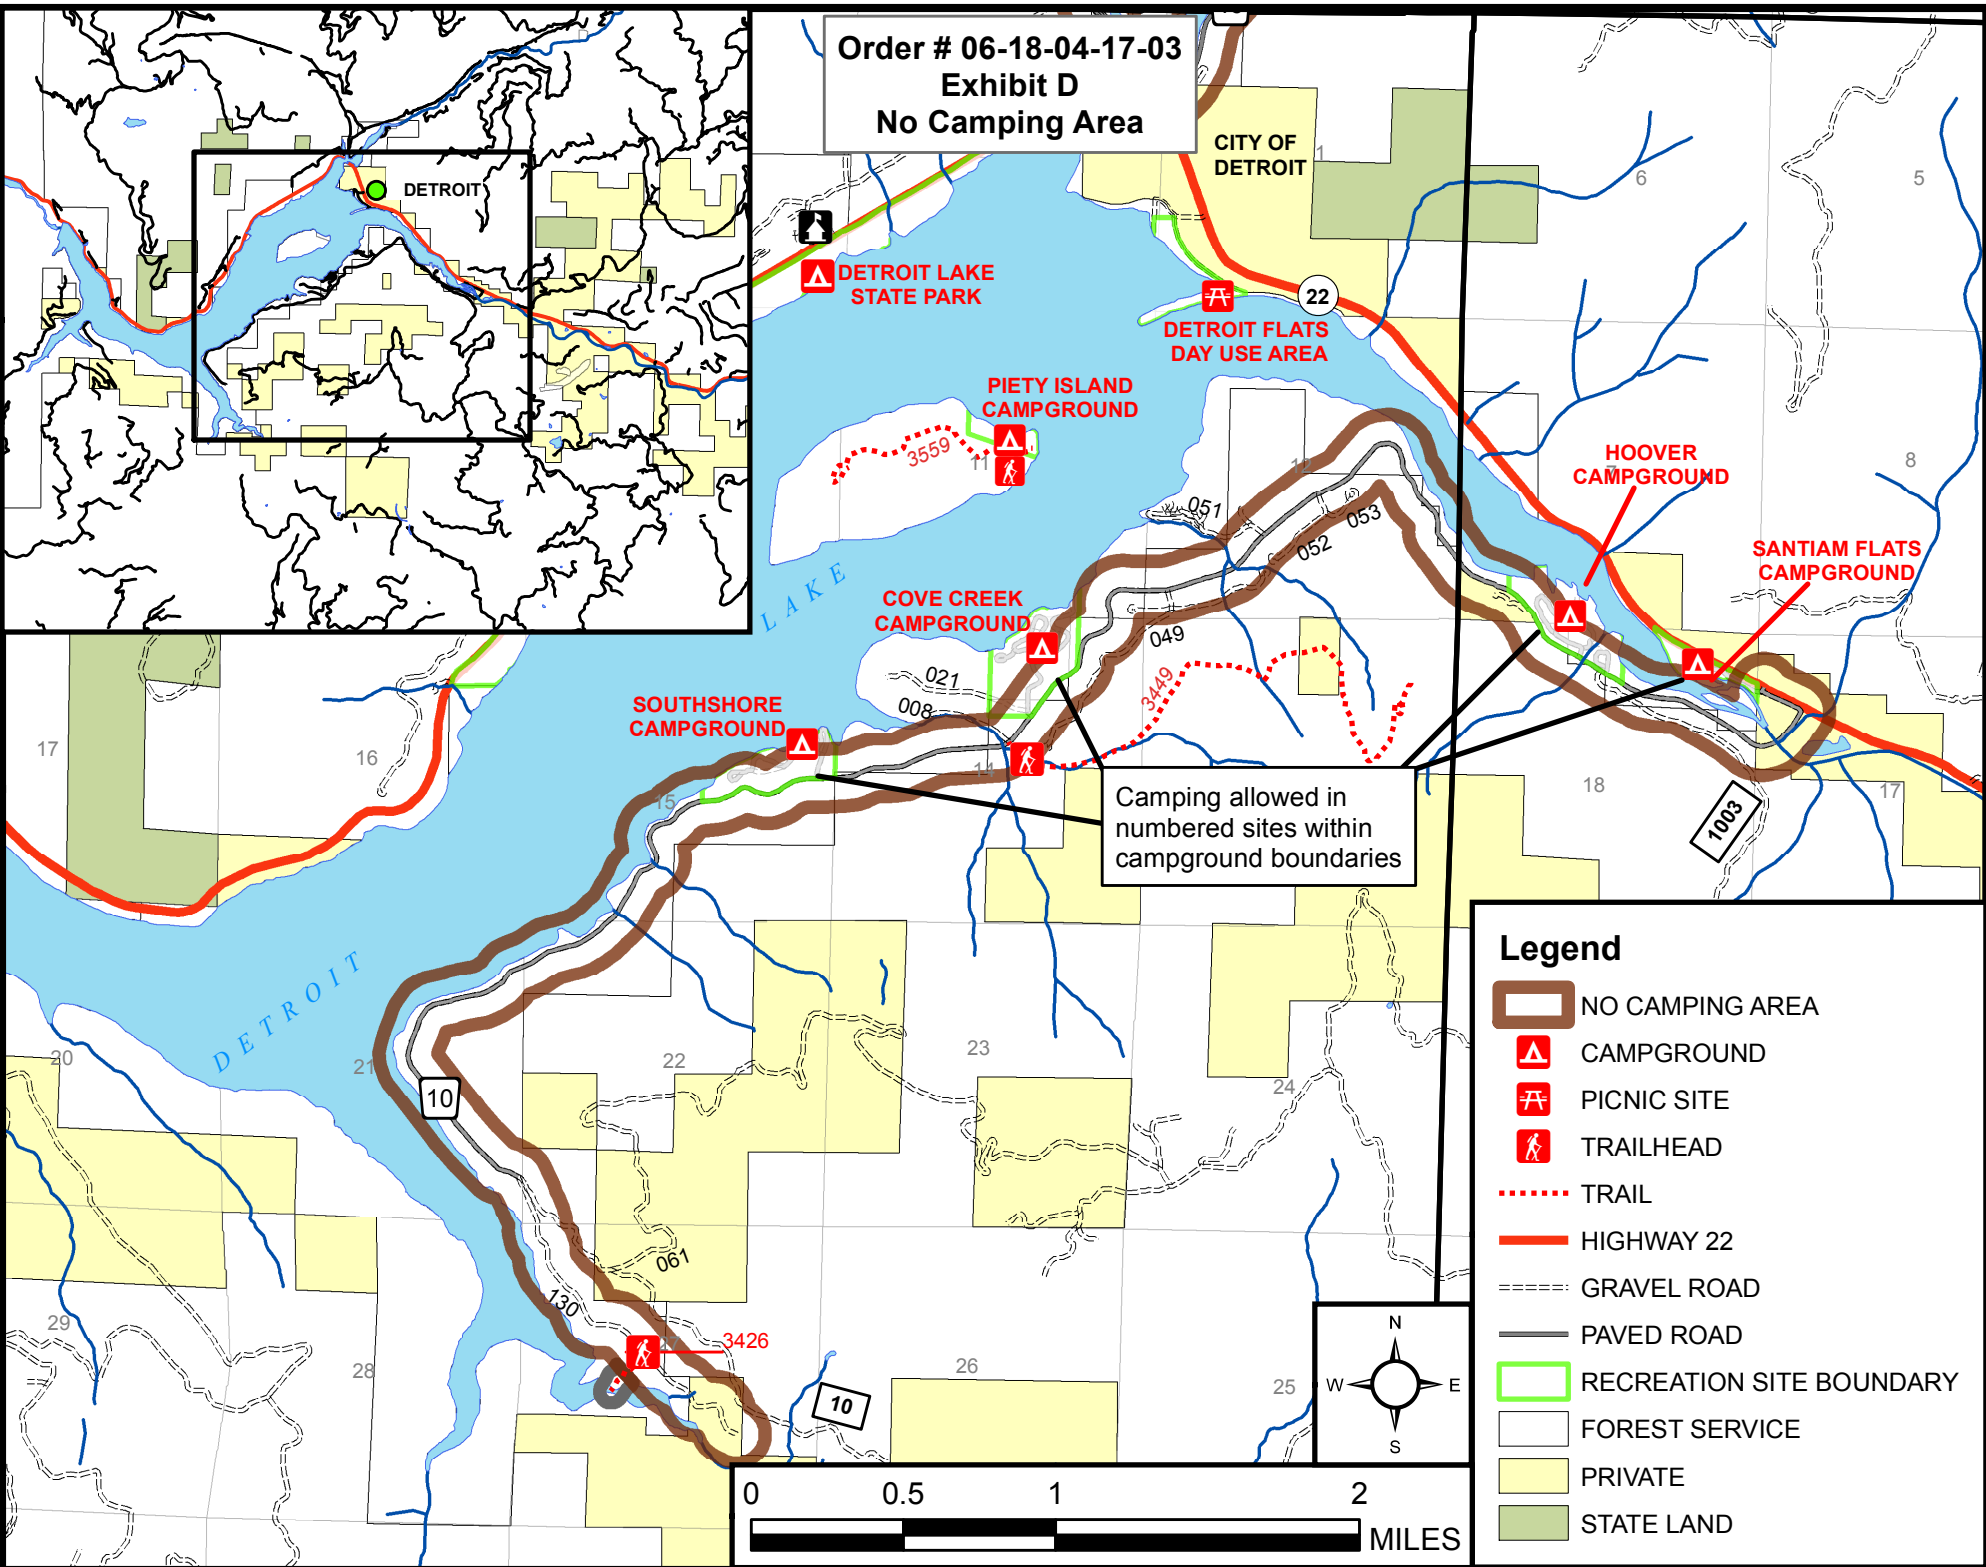 Order # 06-18-04-17-03
Exhibit D
No Camping Area
DETROIT
CITY OF
DETROIT
1
6
5
22
DETROIT LAKE
STATE PARK
DETROIT FLATS
DAY USE AREA
PIETY ISLAND
CAMPGROUND
3559
11
12
HOOVER
CAMPGROUND
7
8
051
053
052
SANTIAM FLATS
CAMPGROUND
LAKE
COVE CREEK
CAMPGROUND
049
021
3449
008
SOUTHSHORE
CAMPGROUND
17
16
15
14
18
17
Camping allowed in
numbered sites within
campground boundaries
1003
DETROIT
20
21
22
23
24
10
061
130
29
28
27
3426
26
25
10
N
W
E
S
0
0.5
1
2
MILES
Legend
NO CAMPING AREA
CAMPGROUND
PICNIC SITE
TRAILHEAD
TRAIL
HIGHWAY 22
GRAVEL ROAD
PAVED ROAD
RECREATION SITE BOUNDARY
FOREST SERVICE
PRIVATE
STATE LAND